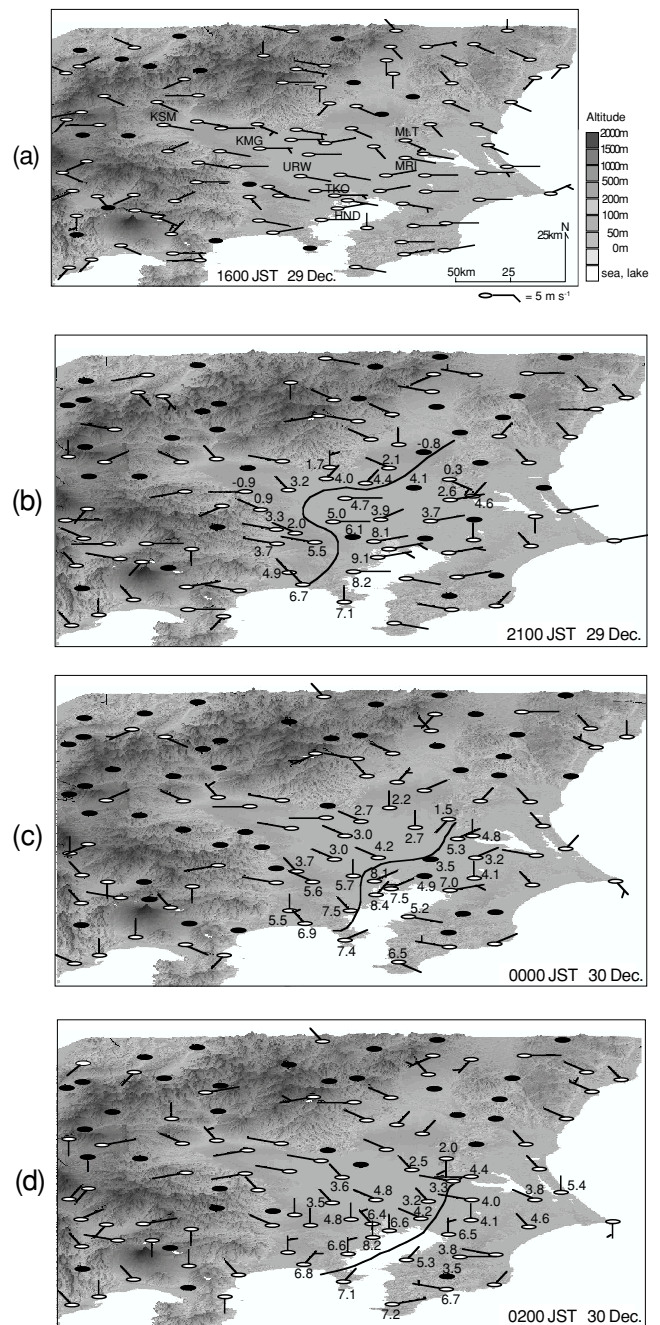 (a)
KSM
KMG
MI.T
URW
MRI
TKO
HND
1600 JST 29 Dec.
50km 25
25km
N
Altitude
2000m
1500m
1000m
500m
200m
100m
50m
0m
sea, lake
= 5 m s⁻¹
(b)
-0.8
1.7
2.1
-0.9
3.2
4.0
4.4
4.1
0.3
0.9
4.7
2.6
4.6
3.3
2.0
5.0
3.9
3.7
6.1
3.7
5.5
8.1
9.1
4.9
8.2
6.7
7.1
2100 JST 29 Dec.
(c)
2.7
2.2
1.5
3.0
2.7
4.8
5.3
3.0
4.2
3.2
3.7
3.5
4.1
5.6
5.7
8.1
4.9
7.0
7.5
8.4
7.5
5.2
5.5
6.9
7.4
6.5
0000 JST 30 Dec.
(d)
2.0
2.5
4.4
3.6
4.8
3.3
3.8
5.4
3.5
3.2
4.0
4.8
6.4
4.2
4.1
4.6
6.6
6.5
6.6
8.2
3.8
5.3
3.5
6.8
7.1
6.7
7.2
0200 JST 30 Dec.